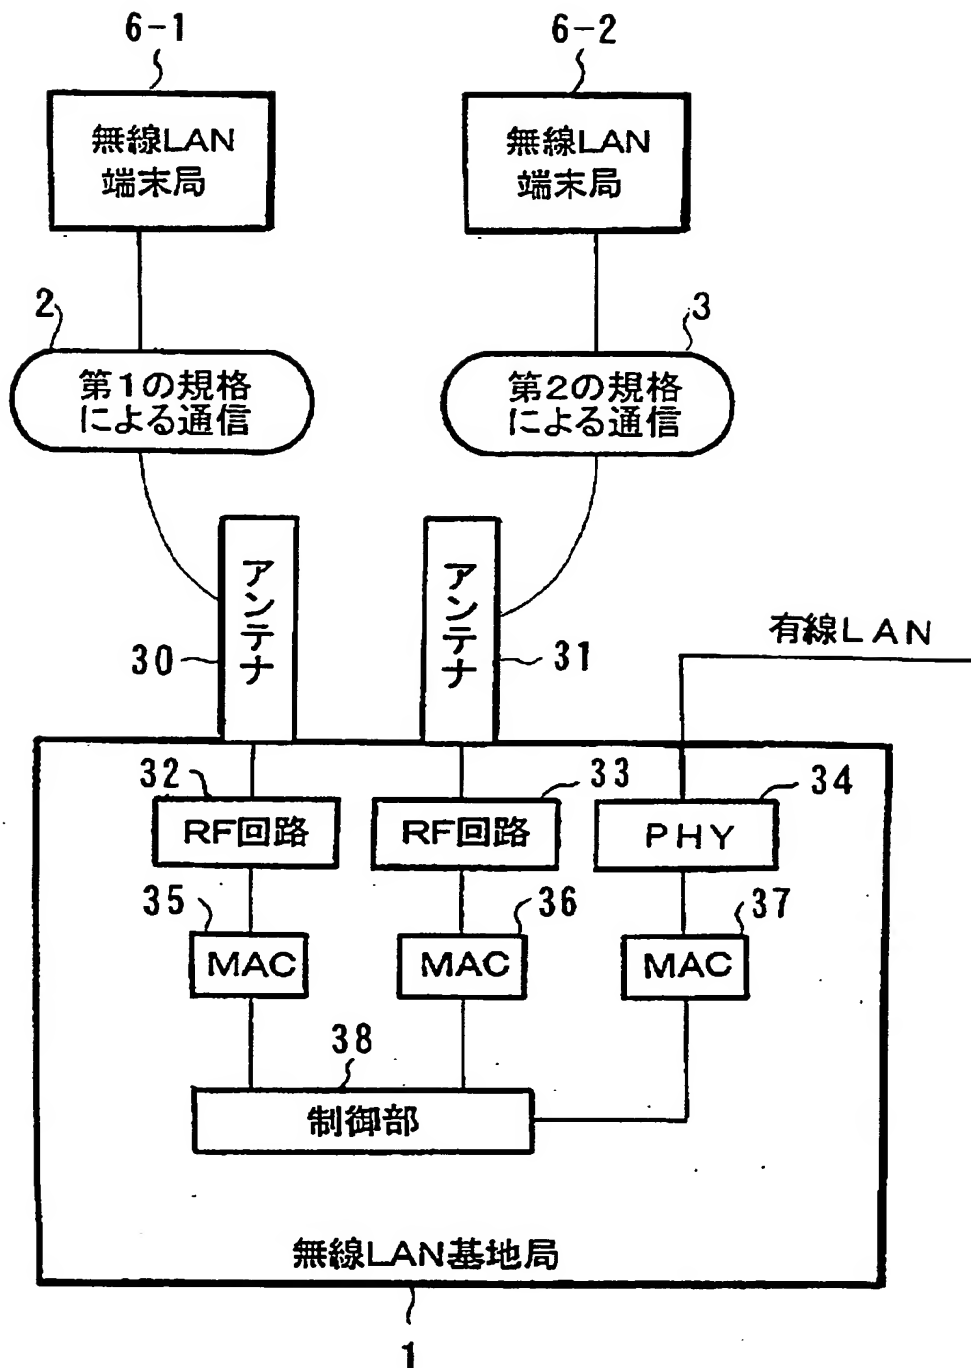 6-1
6-2
無線LAN
端末局
無線LAN
端末局
2
3
第1の規格
による通信
第2の規格
による通信
アンテナ
アンテナ
有線LAN
30
31
32
33
34
RF回路
RF回路
PHY
35
36
37
MAC
MAC
MAC
38
制御部
無線LAN基地局
1